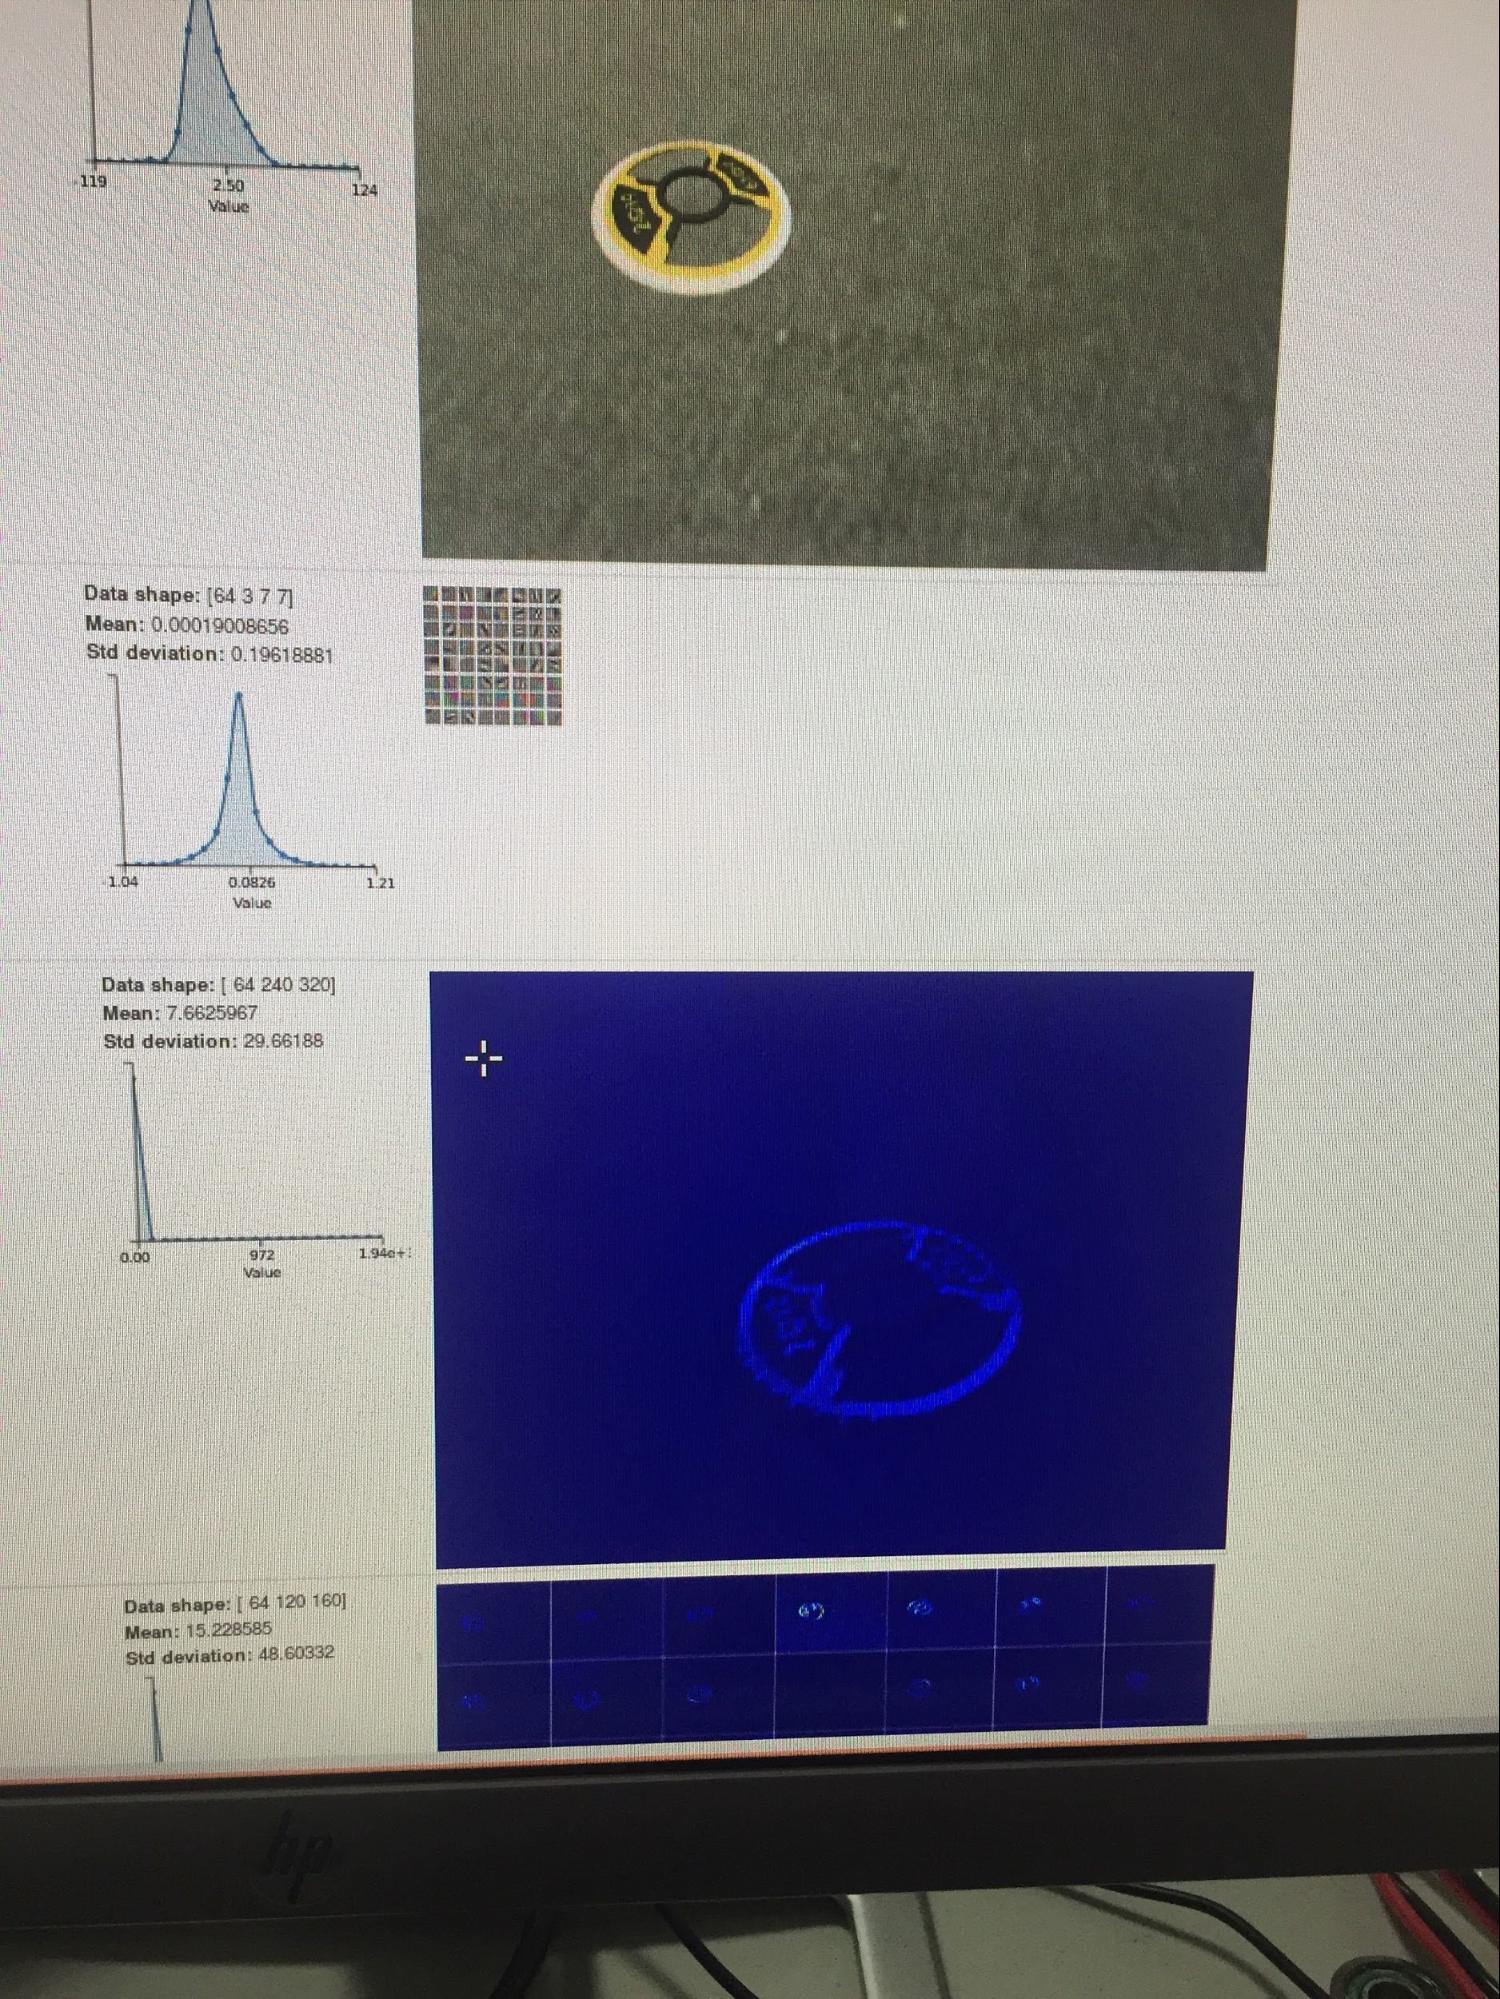 -119
2.50
124
Value
Data shape: [64 3 7 7]
Mean: 0.00019008656
Std deviation: 0.19618881
-1.04
0.0826
1.21
Value
Data shape: [ 64 240 320]
Mean: 7.6625967
Std deviation: 29.66188
0.00
972
1.94e+
Value
Data shape: [ 64 120 160]
Mean: 15.228585
Std deviation: 48.60332
hp